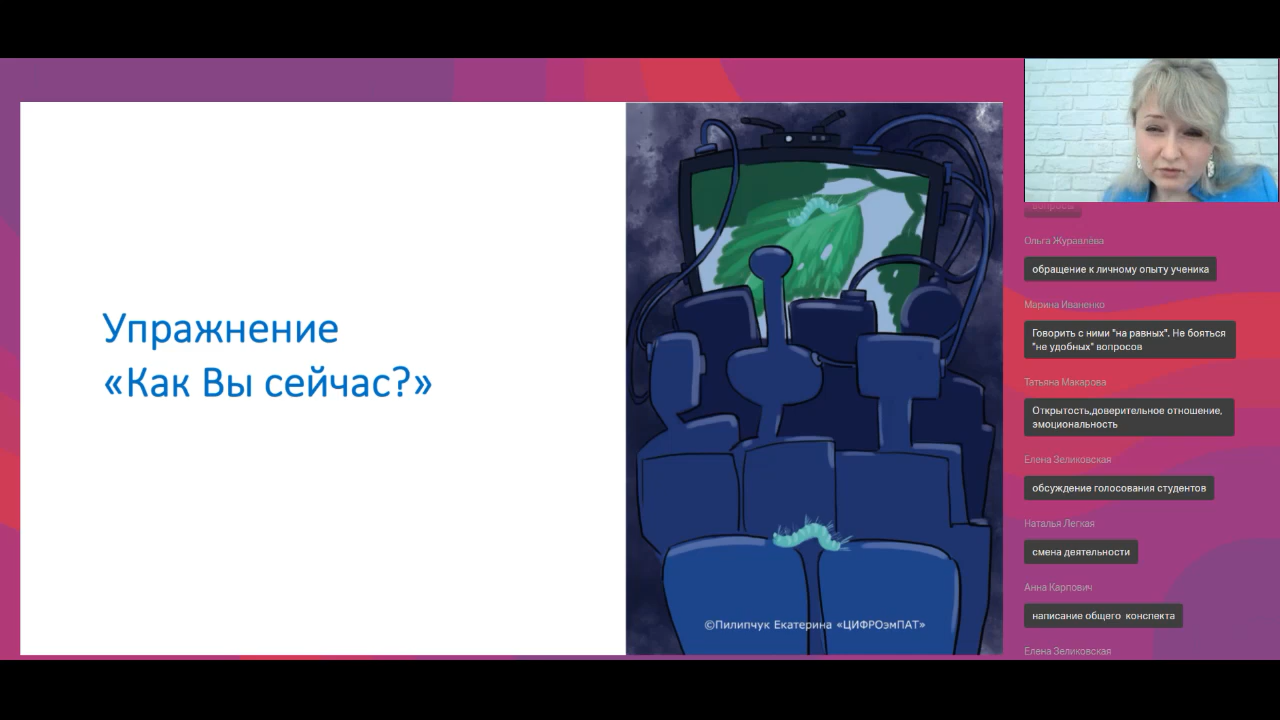 Упражнение
«Как Вы сейчас?»
©Пилипчук Екатерина «ЦИФРОэмПАТ»
Ольга Журавлёва
обращение к личному опыту ученика
Марина Иваненко
Говорить с ними "на равных". Не бояться
"не удобных" вопросов
Татьяна Макарова
Открытость,доверительное отношение,
эмоциональность
Елена Зеликовская
обсуждение голосования студентов
Наталья Легкая
смена деятельности
Анна Карпович
написание общего конспекта
Елена Зеликовская